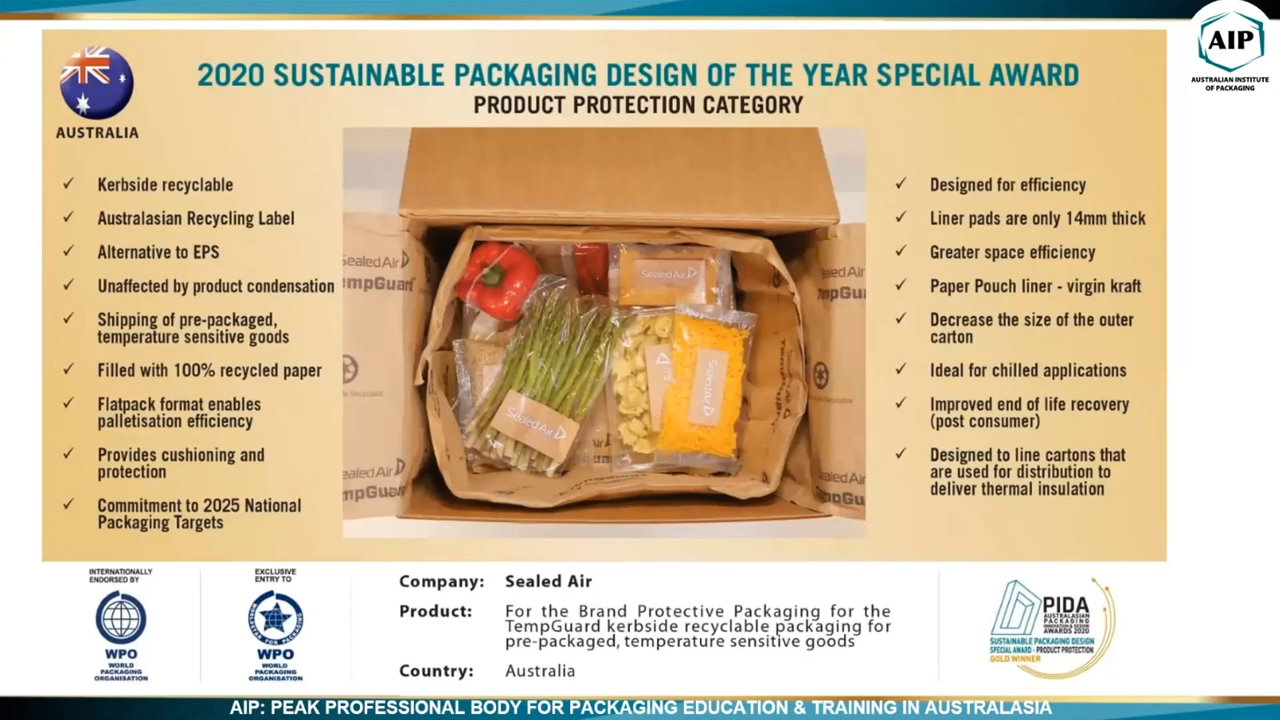 AIP
AUSTRALIAN INSTITUTE
OF PACKAGING
2020 SUSTAINABLE PACKAGING DESIGN OF THE YEAR SPECIAL AWARD
PRODUCT PROTECTION CATEGORY
AUSTRALIA
Kerbside recyclable
Australasian Recycling Label
Alternative to EPS
Unaffected by product condensation
Shipping of pre-packaged,
temperature sensitive goods
Filled with 100% recycled paper
Flatpack format enables
palletisation efficiency
Provides cushioning and
protection
Commitment to 2025 National
Packaging Targets
Sealed Air
TempGuard
Sealed Air
Sealed Air
Sealed Air
Designed for efficiency
Liner pads are only 14mm thick
Greater space efficiency
Paper Pouch liner - virgin kraft
Decrease the size of the outer
carton
Ideal for chilled applications
Improved end of life recovery
(post consumer)
Designed to line cartons that
are used for distribution to
deliver thermal insulation
INTERNATIONALLY
ENDORSED BY
WPO
WORLD
PACKAGING
ORGANISATION
EXCLUSIVE
ENTRY TO
WPO
WORLD
PACKAGING
ORGANISATION
Company: Sealed Air
Product: For the Brand Protective Packaging for the
TempGuard kerbside recyclable packaging for
pre-packaged, temperature sensitive goods
Country: Australia
PIDA
AUSTRALASIAN
PACKAGING
INNOVATION & DESIGN
AWARDS 2020
SUSTAINABLE PACKAGING DESIGN
SPECIAL AWARD - PRODUCT PROTECTION
GOLD WINNER
AIP: PEAK PROFESSIONAL BODY FOR PACKAGING EDUCATION & TRAINING IN AUSTRALASIA